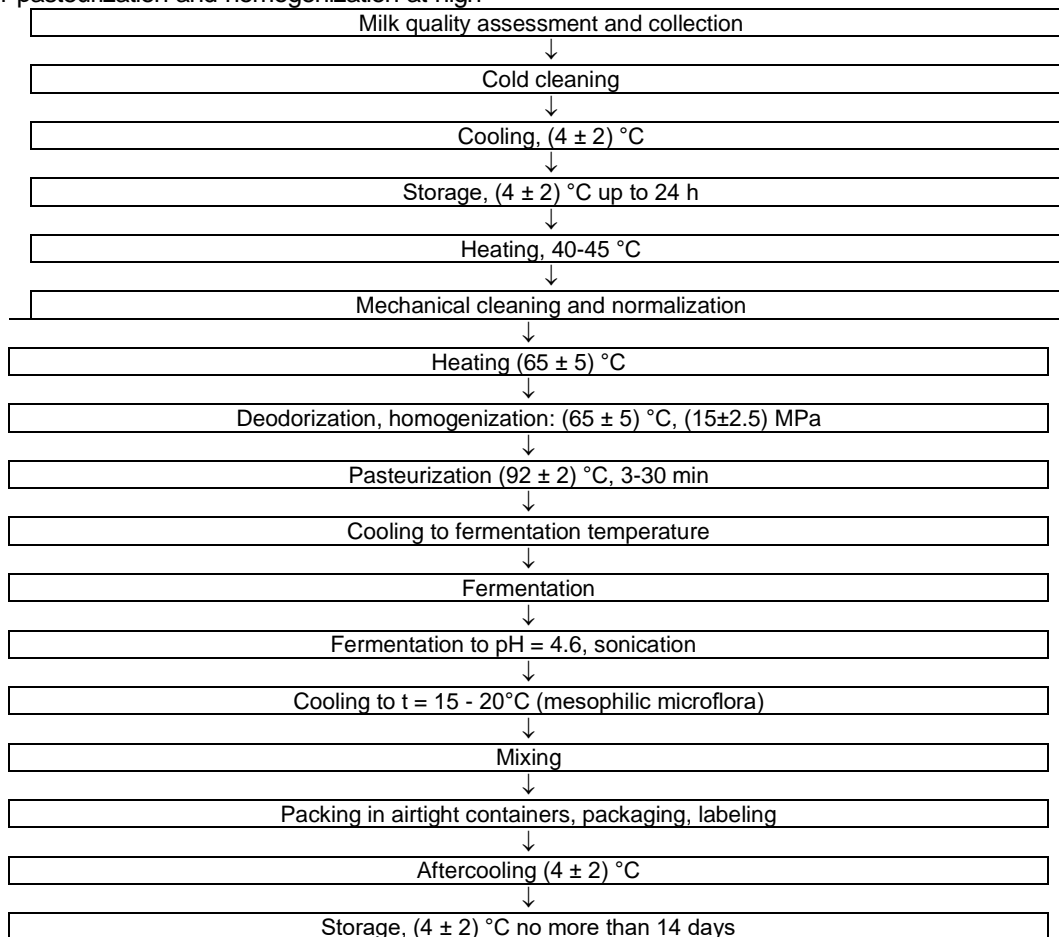 pasteurization and homogenization at high
Milk quality assessment and collection
↓
Cold cleaning
↓
Cooling, (4 ± 2) °C
↓
Storage, (4 ± 2) °C up to 24 h
↓
Heating, 40-45 °C
↓
Mechanical cleaning and normalization
↓
Heating (65 ± 5) °C
↓
Deodorization, homogenization: (65 ± 5) °C, (15±2.5) MPa
↓
Pasteurization (92 ± 2) °C, 3-30 min
↓
Cooling to fermentation temperature
↓
Fermentation
↓
Fermentation to pH = 4.6, sonication
↓
Cooling to t = 15 - 20°C (mesophilic microflora)
↓
Mixing
↓
Packing in airtight containers, packaging, labeling
↓
Aftercooling (4 ± 2) °C
↓
Storage, (4 ± 2) °C no more than 14 days